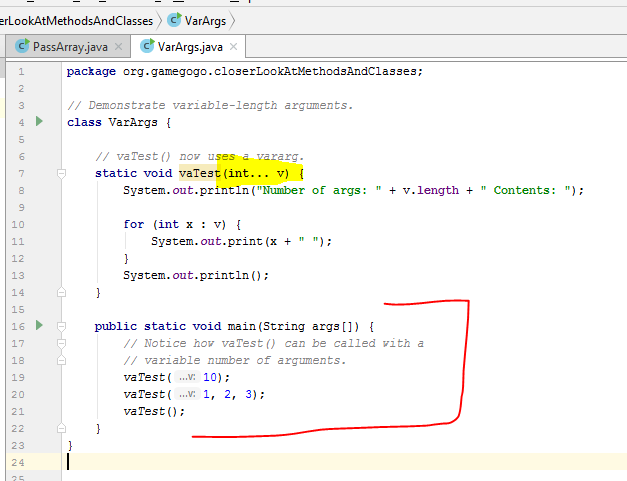 erLookAtMethodsAndClasses VarArgs
PassArray.java VarArgs.java
1 package org.gamegogo.closerLookAtMethodsAndClasses;
2
3 // Demonstrate variable-length arguments.
4 class VarArgs {
5
6 // vaTest() now uses a vararg.
7 static void vaTest(int... v) {
8 System.out.println("Number of args: " + v.length + " Contents: ");
9
10 for (int x : v) {
11 System.out.print(x + " ");
12 }
13 System.out.println();
14 }
15
16 public static void main(String args[]) {
17 // Notice how vaTest() can be called with a
18 // variable number of arguments.
19 vaTest( ...v: 10);
20 vaTest( ...v: 1, 2, 3);
21 vaTest();
22 }
23 }
24
25